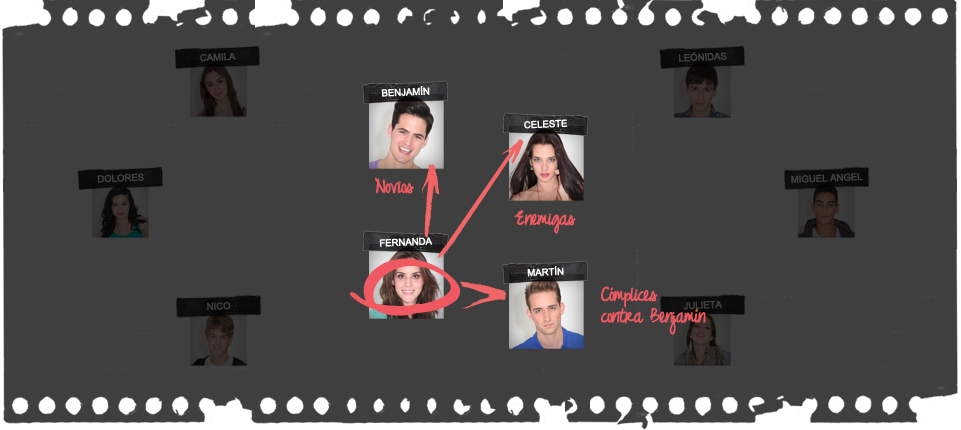 CAMILA
LEÓNIDAS
BENJAMÍN
CELESTE
DOLORES
MIGUEL ANGEL
Novios
Enemigas
FERNANDA
MARTÍN
NICO
Cómplices
contra Benjamín
JULIETA